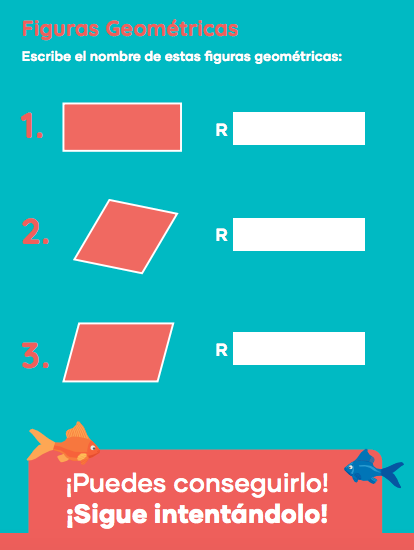 Figuras Geométricas
Escribe el nombre de estas figuras geométricas:
1.
R
2.
R
3.
R
¡Puedes conseguirlo!
¡Sigue intentándolo!